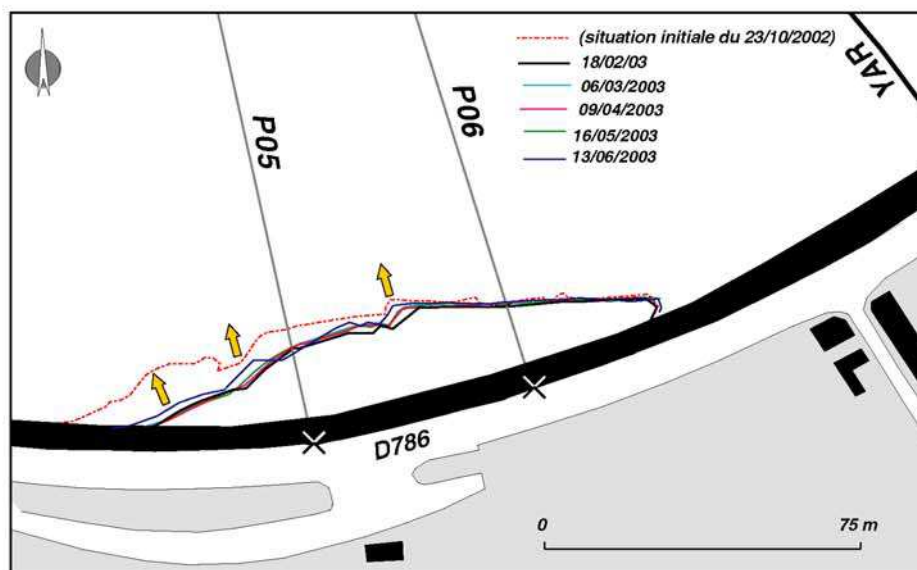 (situation initiale du 23/10/2002)
18/02/03
06/03/2003
09/04/2003
16/05/2003
13/06/2003
YAR
P05
P06
D786
0
75 m